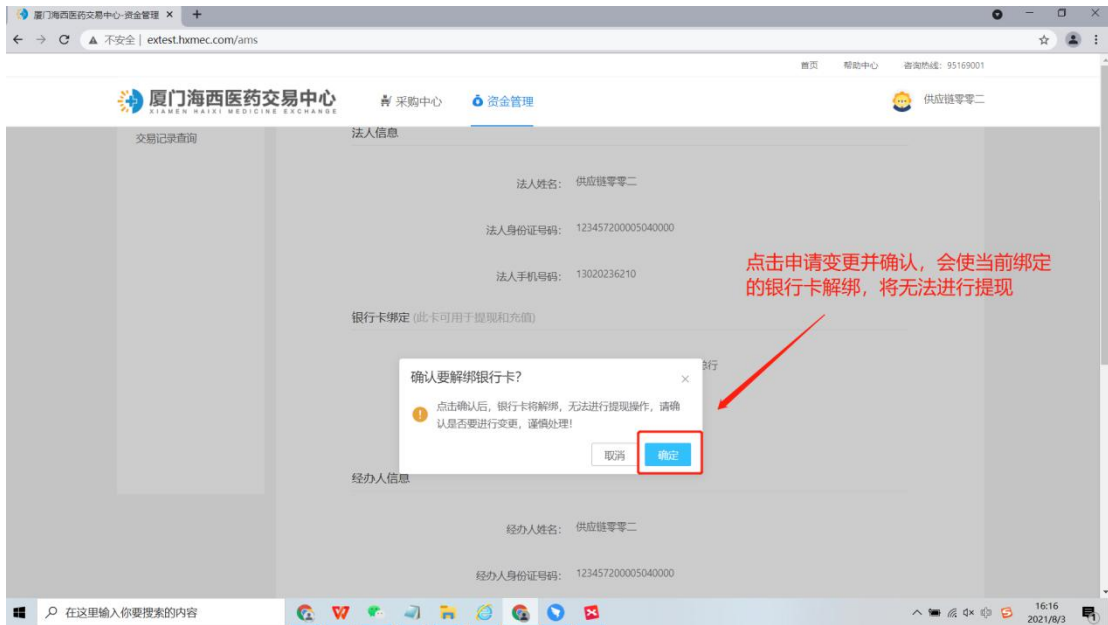 厦门海西医药交易中心-资金管理
不安全 | extest.hxmec.com/ams
首页 帮助中心 咨询热线：95169001
厦门海西医药交易中心
XIAMEN HAIXI MEDICINE EXCHANGE
采购中心 资金管理
供应链零零二
交易记录查询
法人信息
法人姓名： 供应链零零二
法人身份证号码： 123457200005040000
法人手机号码： 13020236210
点击申请变更并确认，会使当前绑定
的银行卡解绑，将无法进行提现
银行卡绑定 (此卡可用于提现和充值)
行
确认要解绑银行卡？
点击确认后，银行卡将解绑，无法进行提现操作，请确
认是否要进行变更，谨慎处理！
取消 确定
经办人信息
经办人姓名： 供应链零零二
经办人身份证号码： 123457200005040000
在这里输入你要搜索的内容
16:16
2021/8/3